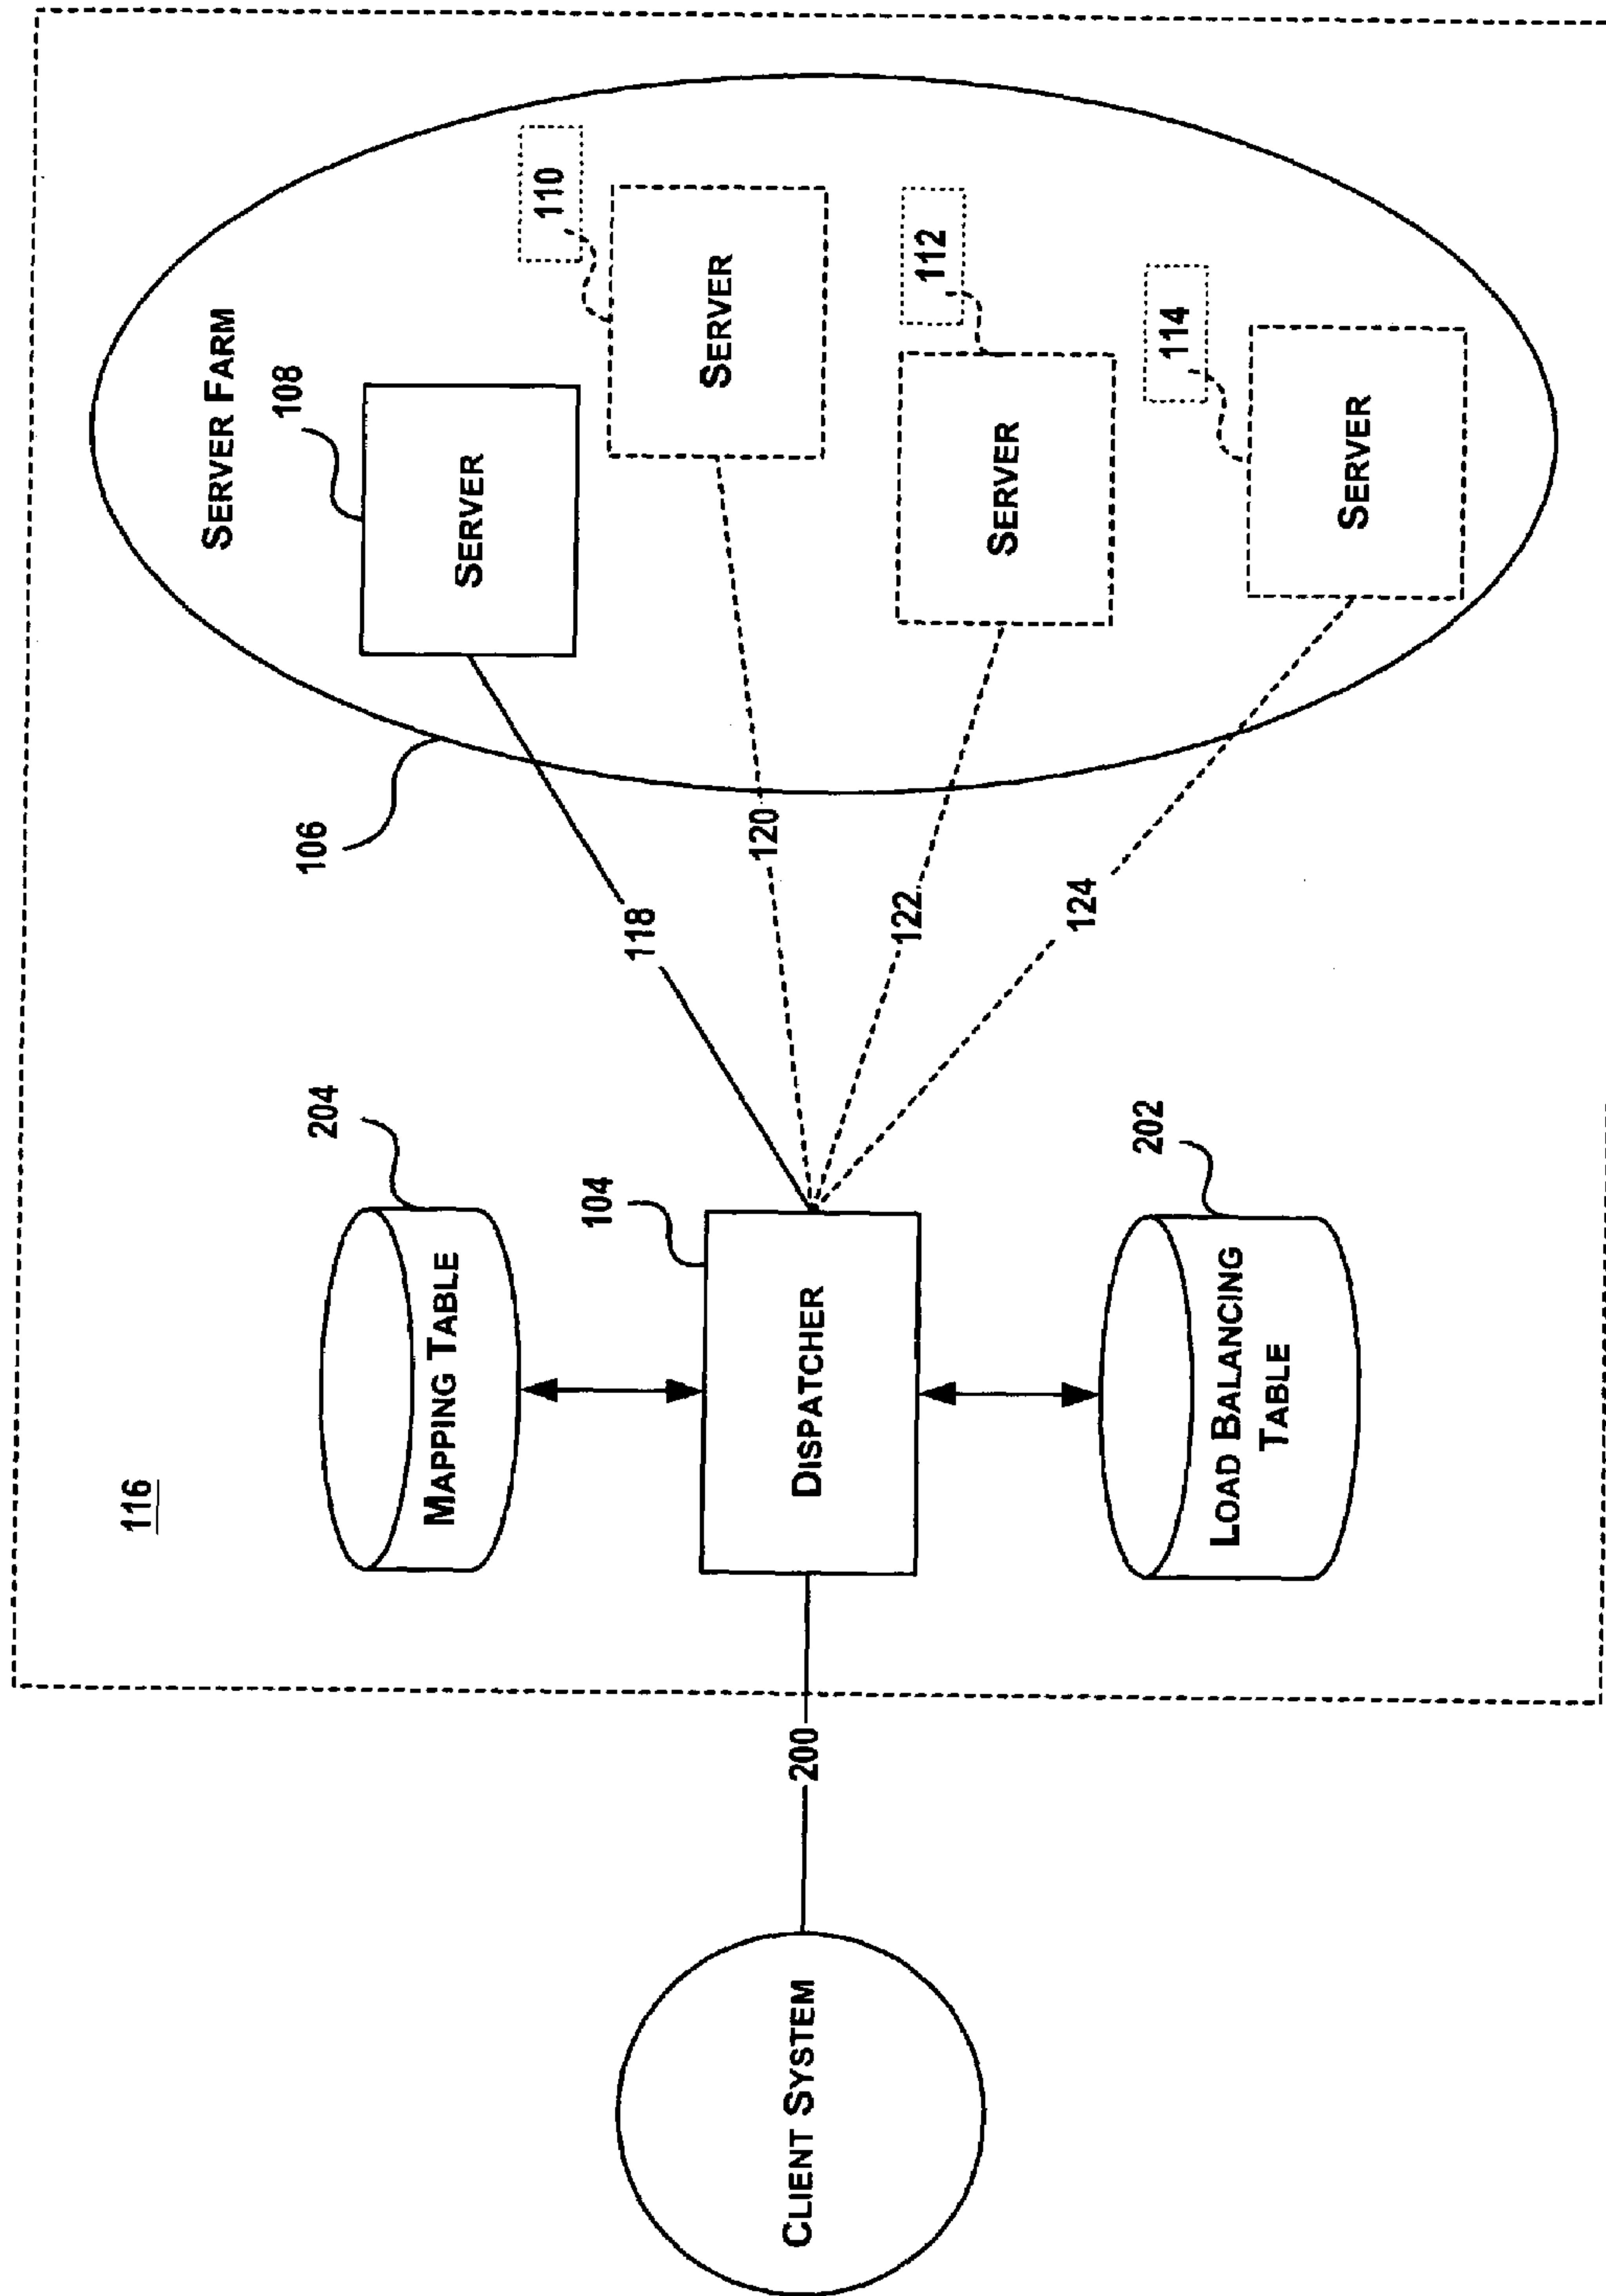 116
SERVER FARM
204
MAPPING TABLE
106
108
SERVER
110
118
104
SERVER
CLIENT SYSTEM
200
DISPATCHER
120
122
112
SERVER
124
202
LOAD BALANCING
TABLE
114
SERVER